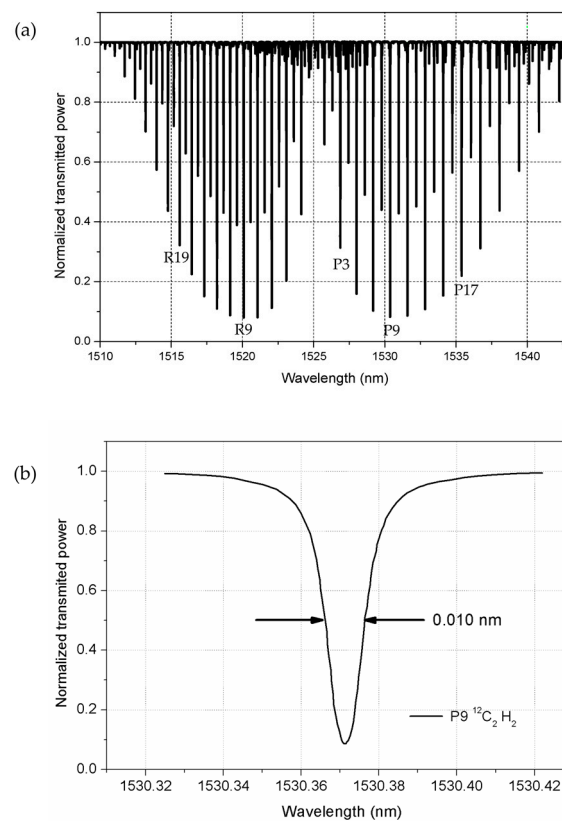 (a)
Normalized transmitted power
1.0
0.8
0.6
0.4
0.2
0.0
R19
R9
P3
P9
P17
1510
1515
1520
1525
1530
1535
1540
Wavelength (nm)
(b)
Normalized transmited power
1.0
0.8
0.6
0.4
0.2
0.0
0.010 nm
P9 ¹²C₂ H₂
1530.32
1530.34
1530.36
1530.38
1530.40
1530.42
Wavelength (nm)